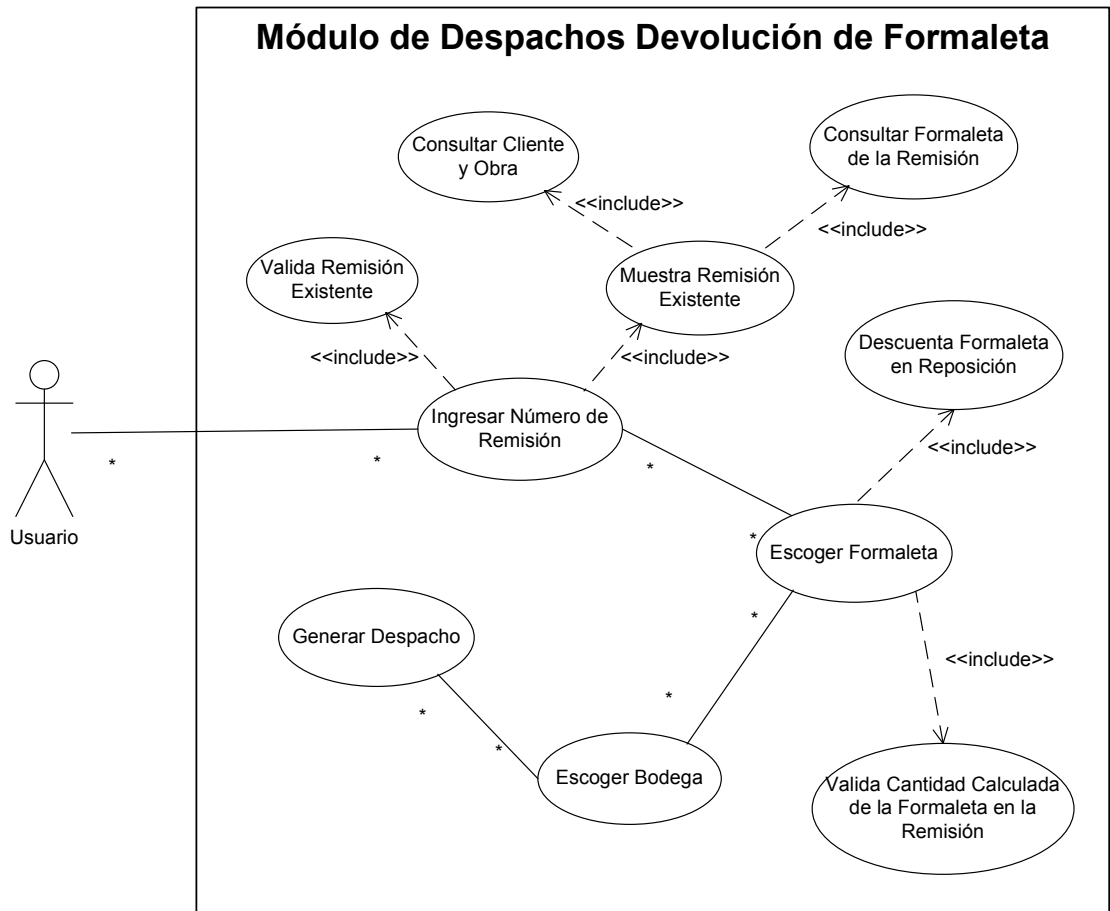 Módulo de Despachos Devolución de Formaleta
Consultar Cliente
y Obra
Consultar Formaleta
de la Remisión
<<include>>
<<include>>
Valida Remisión
Existente
Muestra Remisión
Existente
<<include>>
<<include>>
Descuenta Formaleta
en Reposición
Ingresar Número de
Remisión
<<include>>
*
*
*
Usuario
*
Escoger Formaleta
*
Generar Despacho
<<include>>
*
*
*
Escoger Bodega
Valida Cantidad Calculada
de la Formaleta en la
Remisión